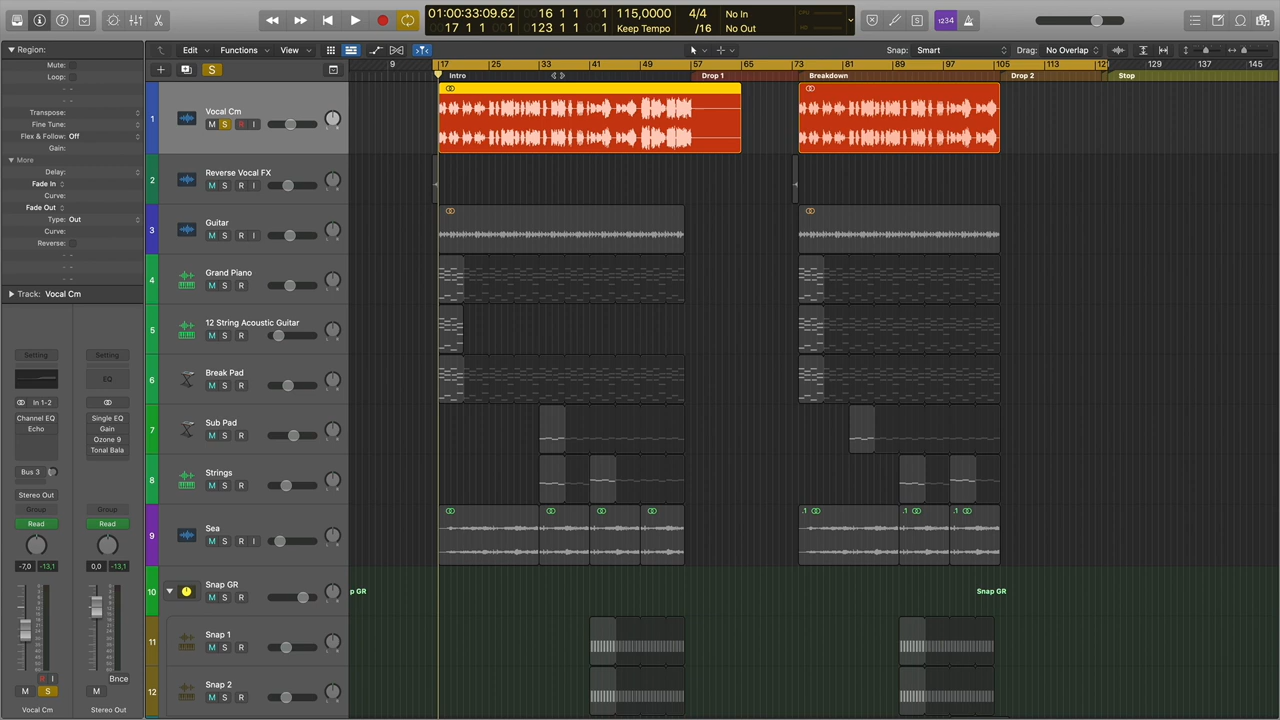 01:00:33:09.62
16 1 1 1
115,0000
4/4
No In
17 1 1 1
123 1 1 1
Keep Tempo
/16
No Out
1234
Region:
Edit
Functions
View
Snap: Smart
Drag: No Overlap
Mute:
Loop:
Transpose:
Fine Tune:
Flex & Follow: Off
Gain:
More
Delay:
Fade In
Curve:
Fade Out
Type: Out
Curve:
Reverse:
Track: Vocal Cm
S
9 17 25 33 41 49 57 65 73 81 89 97 105 113 129 137 145
Intro
Drop 1
Breakdown
Drop 2
Stop
1 Vocal Cm
M S R I
2 Reverse Vocal FX
M S R I
3 Guitar
M S R I
4 Grand Piano
M S R
5 12 String Acoustic Guitar
M S R
6 Break Pad
M S R
7 Sub Pad
M S R
8 Strings
M S R
9 Sea
M S R I
.1 .1 .1
10 Snap GR
M S R
p GR
Snap GR
11 Snap 1
M S R
12 Snap 2
M S R
Setting
Setting
EQ
In 1-2
Channel EQ
Echo
Single EQ
Gain
Ozone 9
Tonal Bala
Bus 3
Stereo Out
Group
Group
Read
Read
-7,0 -13,1
0,0 -13,1
R I
Bnce
M S
M
Vocal Cm
Stereo Out